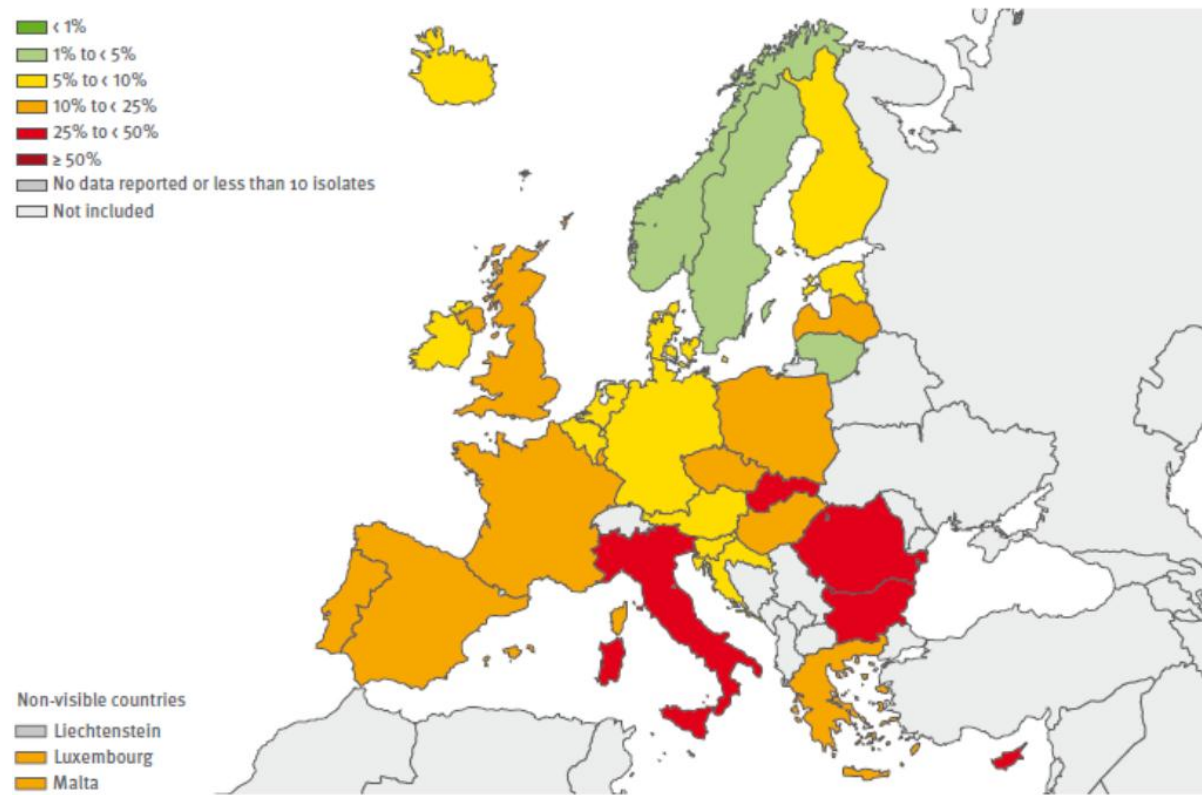 < 1%
1% to < 5%
5% to < 10%
10% to < 25%
25% to < 50%
≥ 50%
No data reported or less than 10 isolates
Not included
Non-visible countries
Liechtenstein
Luxembourg
Malta